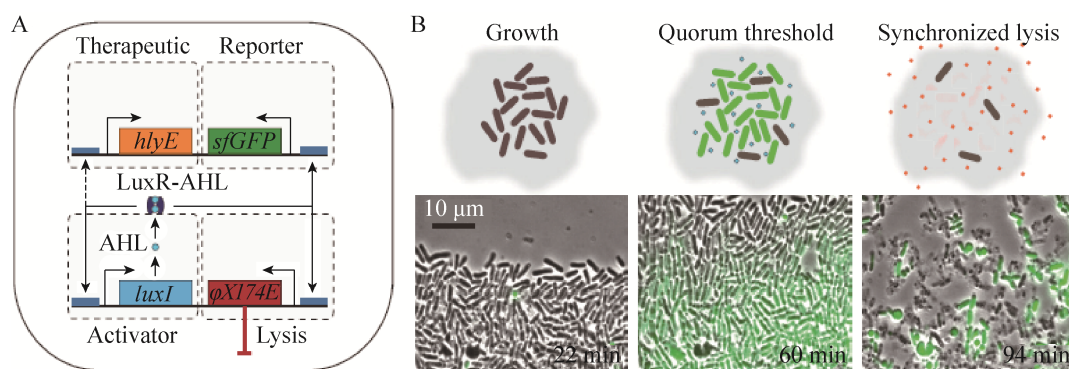 A
Therapeutic
Reporter
hlyE
sfGFP
LuxR-AHL
AHL
luxI
φX174E
Activator
Lysis
B
Growth
Quorum threshold
Synchronized lysis
10 μm
22 min
60 min
94 min